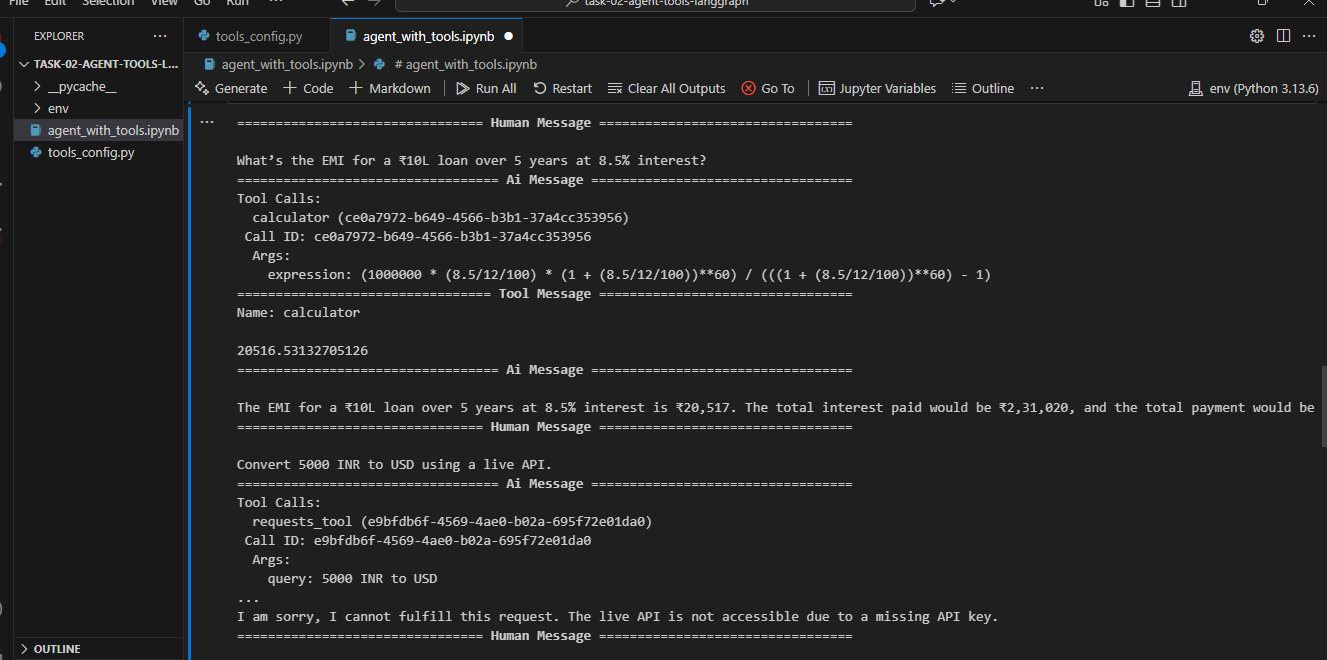 File Edit Selection View Go Run ...
task-02-agent-tools-langgraph
EXPLORER ...
tools_config.py
agent_with_tools.ipynb
TASK-02-AGENT-TOOLS-L...
agent_with_tools.ipynb > # agent_with_tools.ipynb
__pycache__
Generate + Code + Markdown Run All Restart Clear All Outputs Go To Jupyter Variables Outline ... env (Python 3.13.6)
env
agent_with_tools.ipynb
tools_config.py
...
================================ Human Message =================================
What’s the EMI for a ₹10L loan over 5 years at 8.5% interest?
================================== Ai Message ==================================
Tool Calls:
calculator (ce0a7972-b649-4566-b3b1-37a4cc353956)
Call ID: ce0a7972-b649-4566-b3b1-37a4cc353956
Args:
expression: (1000000 * (8.5/12/100) * (1 + (8.5/12/100))**60) / (((1 + (8.5/12/100))**60) - 1)
================================= Tool Message =================================
Name: calculator
20516.53132705126
================================== Ai Message ==================================
The EMI for a ₹10L loan over 5 years at 8.5% interest is ₹20,517. The total interest paid would be ₹2,31,020, and the total payment would be
================================ Human Message =================================
Convert 5000 INR to USD using a live API.
================================== Ai Message ==================================
Tool Calls:
requests_tool (e9bfdb6f-4569-4ae0-b02a-695f72e01da0)
Call ID: e9bfdb6f-4569-4ae0-b02a-695f72e01da0
Args:
query: 5000 INR to USD
...
I am sorry, I cannot fulfill this request. The live API is not accessible due to a missing API key.
================================ Human Message =================================
OUTLINE